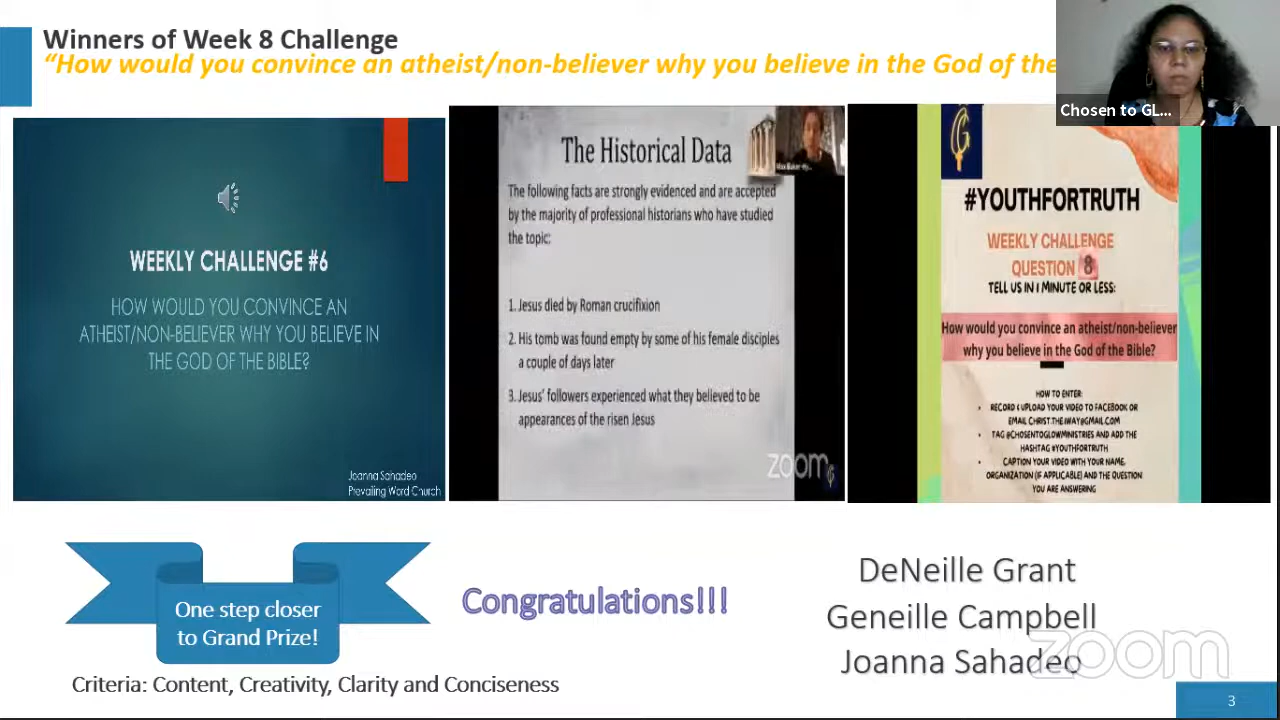 Winners of Week 8 Challenge
“How would you convince an atheist/non-believer why you believe in the God of the
Chosen to GL...
WEEKLY CHALLENGE #6
HOW WOULD YOU CONVINCE AN
ATHEIST/NON-BELIEVER WHY YOU BELIEVE IN
THE GOD OF THE BIBLE?
Joanna Sahadeo
Prevailing Word Church
The Historical Data
The following facts are strongly evidenced and are accepted
by the majority of professional historians who have studied
the topic:
1. Jesus died by Roman crucifixion
2. His tomb was found empty by some of his female disciples
a couple of days later
3. Jesus’ followers experienced what they believed to be
appearances of the risen Jesus
zoom
G
#YOUTHFORTRUTH
WEEKLY CHALLENGE
QUESTION 8
TELL US IN 1 MINUTE OR LESS:
How would you convince an atheist/non-believer
why you believe in the God of the Bible?
HOW TO ENTER:
• RECORD & UPLOAD YOUR VIDEO TO FACEBOOK OR
EMAIL CHRIST.THE.IWAY@GMAIL.COM
• TAG @CHOSENTOGLOWMINISTRIES AND ADD THE
HASHTAG #YOUTHFORTRUTH
• CAPTION YOUR VIDEO WITH YOUR NAME,
ORGANIZATION (IF APPLICABLE) AND THE QUESTION
YOU ARE ANSWERING
One step closer
to Grand Prize!
Congratulations!!!
DeNeille Grant
Geneille Campbell
Joanna Sahadeo
zoom
Criteria: Content, Creativity, Clarity and Conciseness
3